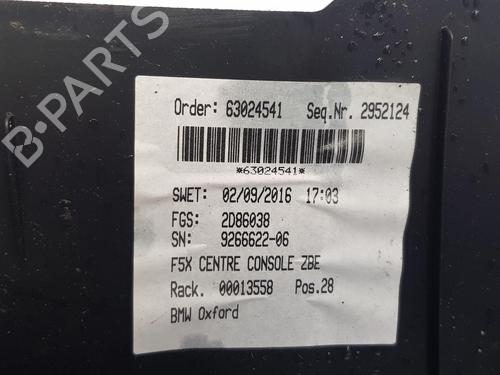 B-PARTS
Order: 63024541 Seq.Nr. 2952124
*63024541*
SWET: 02/09/2016 17:03
FGS: 2D86038
SN: 9266622-06
F5X CENTRE CONSOLE ZBE
Rack. 00013558 Pos.28
BMW Oxford